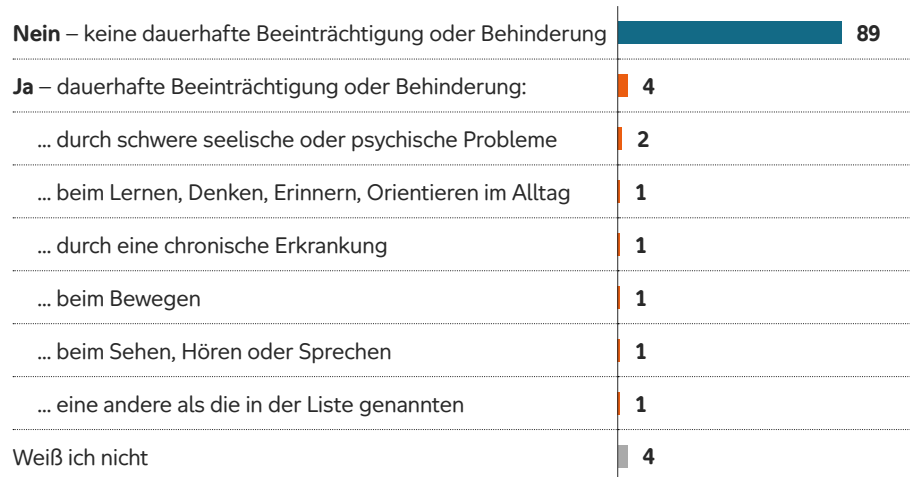 Nein – keine dauerhafte Beeinträchtigung oder Behinderung 89
Ja – dauerhafte Beeinträchtigung oder Behinderung: 4
... durch schwere seelische oder psychische Probleme 2
... beim Lernen, Denken, Erinnern, Orientieren im Alltag 1
... durch eine chronische Erkrankung 1
... beim Bewegen 1
... beim Sehen, Hören oder Sprechen 1
... eine andere als die in der Liste genannten 1
Weiß ich nicht 4